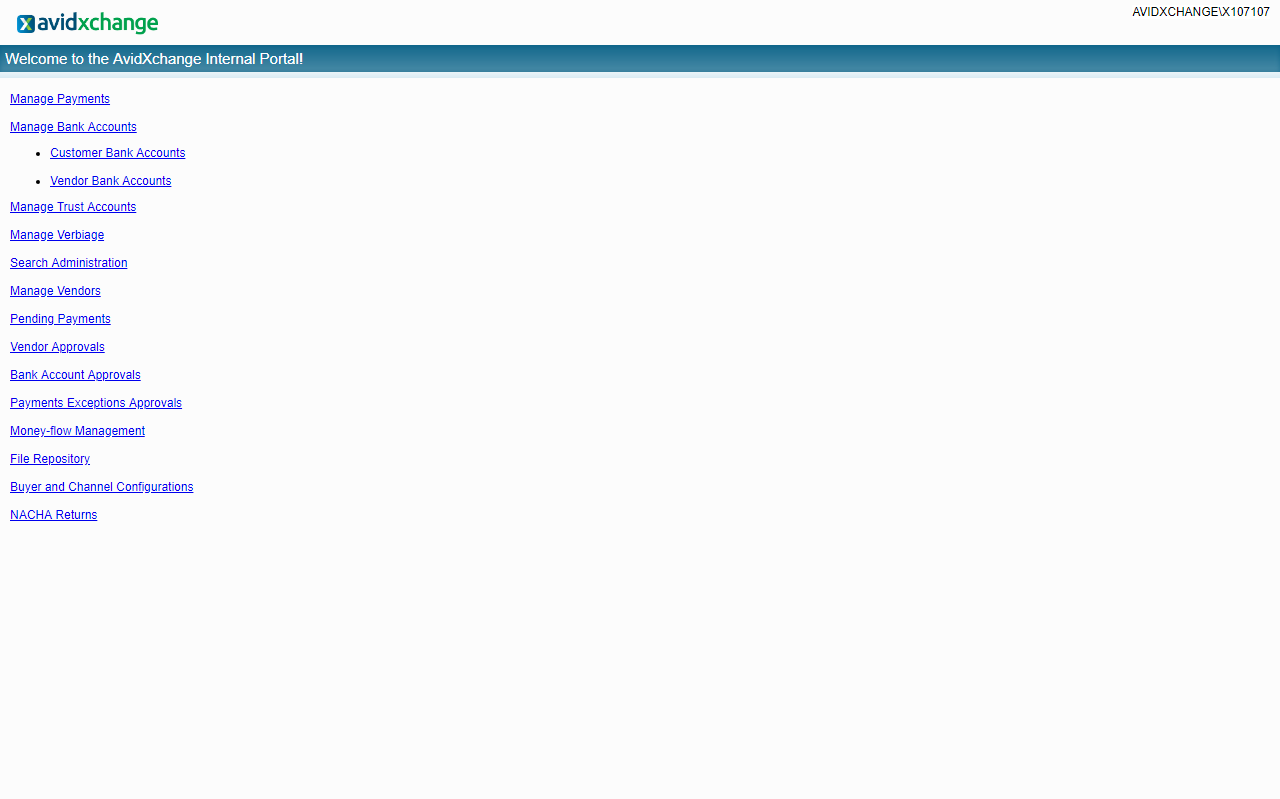 avidxchange
AVIDXCHANGE\X107107
Welcome to the AvidXchange Internal Portal!
Manage Payments
Manage Bank Accounts
• Customer Bank Accounts
• Vendor Bank Accounts
Manage Trust Accounts
Manage Verbiage
Search Administration
Manage Vendors
Pending Payments
Vendor Approvals
Bank Account Approvals
Payments Exceptions Approvals
Money-flow Management
File Repository
Buyer and Channel Configurations
NACHA Returns